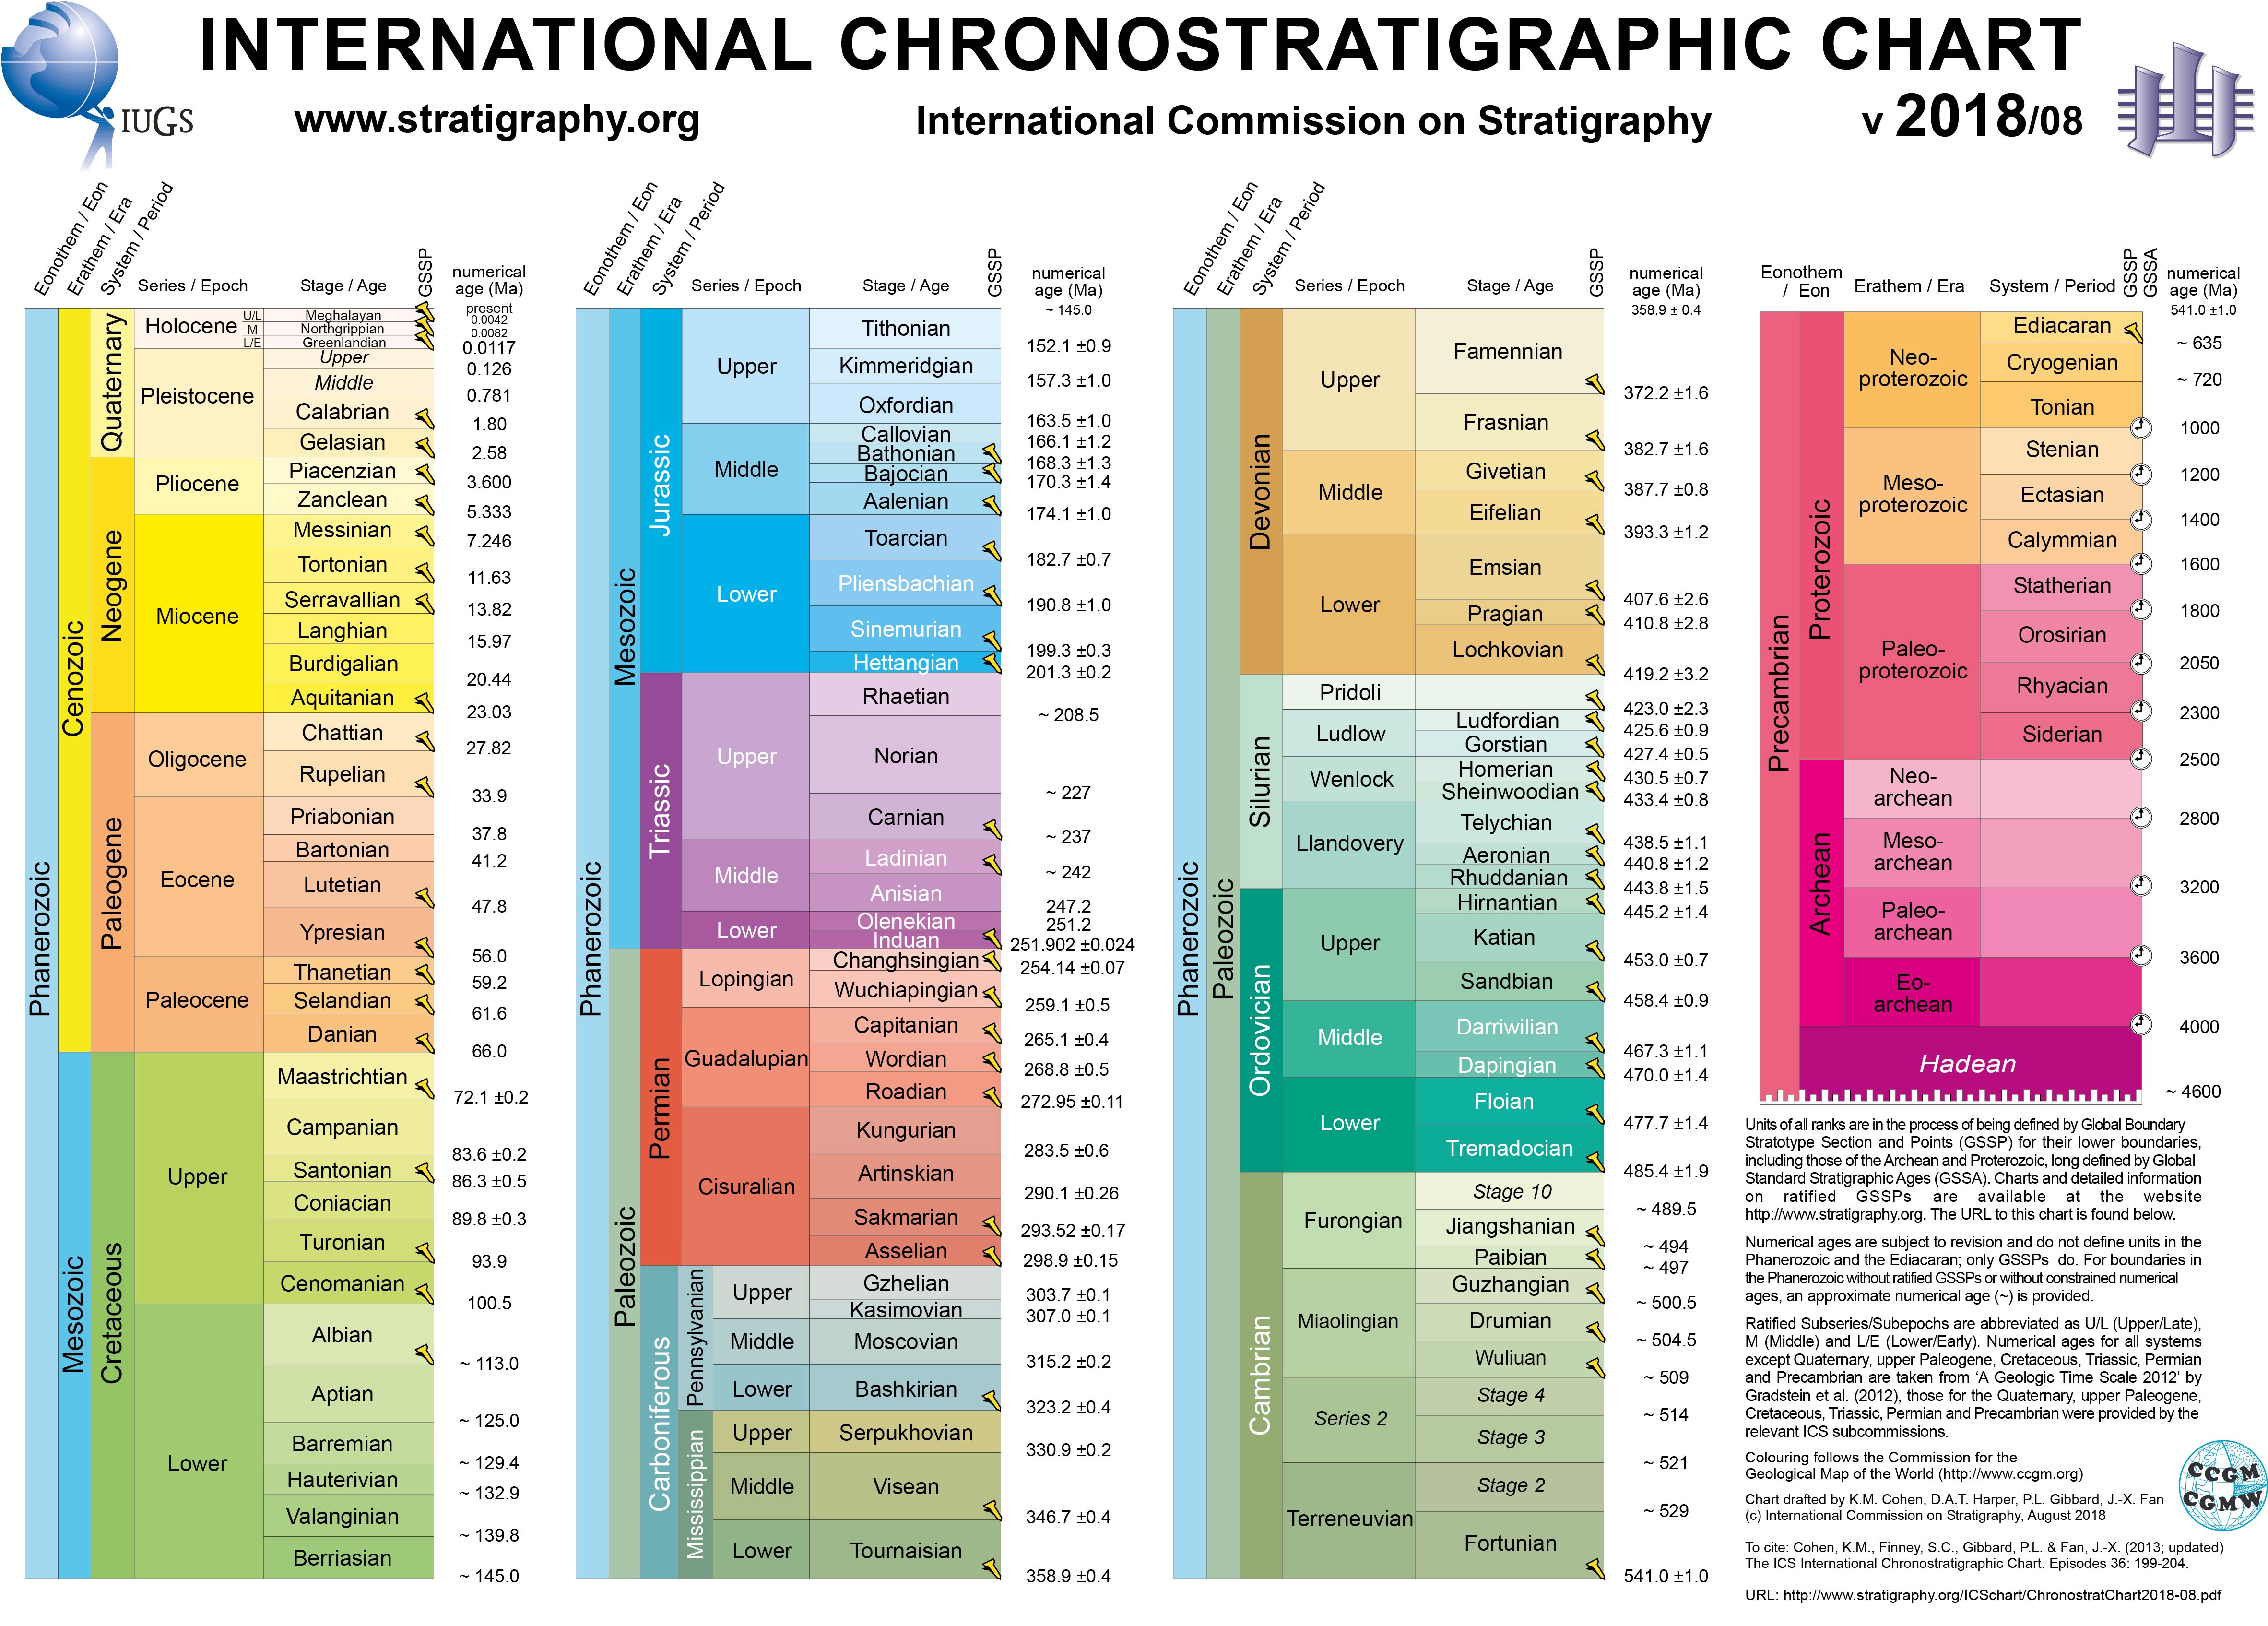 INTERNATIONAL CHRONOSTRATIGRAPHIC CHART
IUGS
www.stratigraphy.org
International Commission on Stratigraphy
v 2018/08
Eonothem / Eon
Erathem / Era
System / Period
Series / Epoch
Stage / Age
GSSP
numerical
age (Ma)
Phanerozoic
Cenozoic
Quaternary
Holocene
U/L
Meghalayan
present
M
Northgrippian
0.0042
L/E
Greenlandian
0.0082
0.0117
Pleistocene
Upper
0.126
Middle
0.781
Calabrian
1.80
Gelasian
2.58
Neogene
Pliocene
Piacenzian
3.600
Zanclean
5.333
Miocene
Messinian
7.246
Tortonian
11.63
Serravallian
13.82
Langhian
15.97
Burdigalian
20.44
Aquitanian
23.03
Paleogene
Oligocene
Chattian
27.82
Rupelian
33.9
Eocene
Priabonian
37.8
Bartonian
41.2
Lutetian
47.8
Ypresian
56.0
Paleocene
Thanetian
59.2
Selandian
61.6
Danian
66.0
Mesozoic
Cretaceous
Upper
Maastrichtian
72.1 ±0.2
Campanian
83.6 ±0.2
Santonian
86.3 ±0.5
Coniacian
89.8 ±0.3
Turonian
93.9
Cenomanian
100.5
Lower
Albian
~ 113.0
Aptian
~ 125.0
Barremian
~ 129.4
Hauterivian
~ 132.9
Valanginian
~ 139.8
Berriasian
~ 145.0
Eonothem / Eon
Erathem / Era
System / Period
Series / Epoch
Stage / Age
GSSP
numerical
age (Ma)
~ 145.0
Phanerozoic
Mesozoic
Jurassic
Upper
Tithonian
152.1 ±0.9
Kimmeridgian
157.3 ±1.0
Oxfordian
163.5 ±1.0
Middle
Callovian
166.1 ±1.2
Bathonian
168.3 ±1.3
Bajocian
170.3 ±1.4
Aalenian
174.1 ±1.0
Lower
Toarcian
182.7 ±0.7
Pliensbachian
190.8 ±1.0
Sinemurian
199.3 ±0.3
Hettangian
201.3 ±0.2
Triassic
Upper
Rhaetian
~ 208.5
Norian
~ 227
Carnian
~ 237
Middle
Ladinian
~ 242
Anisian
247.2
Lower
Olenekian
251.2
Induan
251.902 ±0.024
Paleozoic
Permian
Lopingian
Changhsingian
254.14 ±0.07
Wuchiapingian
259.1 ±0.5
Guadalupian
Capitanian
265.1 ±0.4
Wordian
268.8 ±0.5
Roadian
272.95 ±0.11
Cisuralian
Kungurian
283.5 ±0.6
Artinskian
290.1 ±0.26
Sakmarian
293.52 ±0.17
Asselian
298.9 ±0.15
Carboniferous
Pennsylvanian
Upper
Gzhelian
303.7 ±0.1
Kasimovian
307.0 ±0.1
Middle
Moscovian
315.2 ±0.2
Lower
Bashkirian
323.2 ±0.4
Mississippian
Upper
Serpukhovian
330.9 ±0.2
Middle
Visean
346.7 ±0.4
Lower
Tournaisian
358.9 ±0.4
Eonothem / Eon
Erathem / Era
System / Period
Series / Epoch
Stage / Age
GSSP
numerical
age (Ma)
358.9 ± 0.4
Phanerozoic
Paleozoic
Devonian
Upper
Famennian
372.2 ±1.6
Frasnian
382.7 ±1.6
Middle
Givetian
387.7 ±0.8
Eifelian
393.3 ±1.2
Lower
Emsian
407.6 ±2.6
Pragian
410.8 ±2.8
Lochkovian
419.2 ±3.2
Silurian
Pridoli
423.0 ±2.3
Ludlow
Ludfordian
425.6 ±0.9
Gorstian
427.4 ±0.5
Wenlock
Homerian
430.5 ±0.7
Sheinwoodian
433.4 ±0.8
Llandovery
Telychian
438.5 ±1.1
Aeronian
440.8 ±1.2
Rhuddanian
443.8 ±1.5
Ordovician
Upper
Hirnantian
445.2 ±1.4
Katian
453.0 ±0.7
Sandbian
458.4 ±0.9
Middle
Darriwilian
467.3 ±1.1
Dapingian
470.0 ±1.4
Lower
Floian
477.7 ±1.4
Tremadocian
485.4 ±1.9
Cambrian
Furongian
Stage 10
~ 489.5
Jiangshanian
~ 494
Paibian
~ 497
Miaolingian
Guzhangian
~ 500.5
Drumian
~ 504.5
Wuliuan
~ 509
Series 2
Stage 4
~ 514
Stage 3
~ 521
Terreneuvian
Stage 2
~ 529
Fortunian
541.0 ±1.0
Eonothem
/ Eon
Erathem / Era
System / Period
GSSP
GSSA
numerical
age (Ma)
541.0 ±1.0
Precambrian
Proterozoic
Neo-
proterozoic
Ediacaran
~ 635
Cryogenian
~ 720
Tonian
1000
Meso-
proterozoic
Stenian
1200
Ectasian
1400
Calymmian
1600
Paleo-
proterozoic
Statherian
1800
Orosirian
2050
Rhyacian
2300
Siderian
2500
Archean
Neo-
archean
2800
Meso-
archean
3200
Paleo-
archean
3600
Eo-
archean
4000
Hadean
~ 4600
Units of all ranks are in the process of being defined by Global Boundary
Stratotype Section and Points (GSSP) for their lower boundaries,
including those of the Archean and Proterozoic, long defined by Global
Standard Stratigraphic Ages (GSSA). Charts and detailed information
on ratified GSSPs are available at the website
http://www.stratigraphy.org. The URL to this chart is found below.
Numerical ages are subject to revision and do not define units in the
Phanerozoic and the Ediacaran; only GSSPs do. For boundaries in
the Phanerozoic without ratified GSSPs or without constrained numerical
ages, an approximate numerical age (~) is provided.
Ratified Subseries/Subepochs are abbreviated as U/L (Upper/Late),
M (Middle) and L/E (Lower/Early). Numerical ages for all systems
except Quaternary, upper Paleogene, Cretaceous, Triassic, Permian
and Precambrian are taken from ‘A Geologic Time Scale 2012’ by
Gradstein et al. (2012), those for the Quaternary, upper Paleogene,
Cretaceous, Triassic, Permian and Precambrian were provided by the
relevant ICS subcommissions.
Colouring follows the Commission for the
Geological Map of the World (http://www.ccgm.org)
CCGM
CGMW
Chart drafted by K.M. Cohen, D.A.T. Harper, P.L. Gibbard, J.-X. Fan
(c) International Commission on Stratigraphy, August 2018
To cite: Cohen, K.M., Finney, S.C., Gibbard, P.L. & Fan, J.-X. (2013; updated)
The ICS International Chronostratigraphic Chart. Episodes 36: 199-204.
URL: http://www.stratigraphy.org/ICSchart/ChronostratChart2018-08.pdf